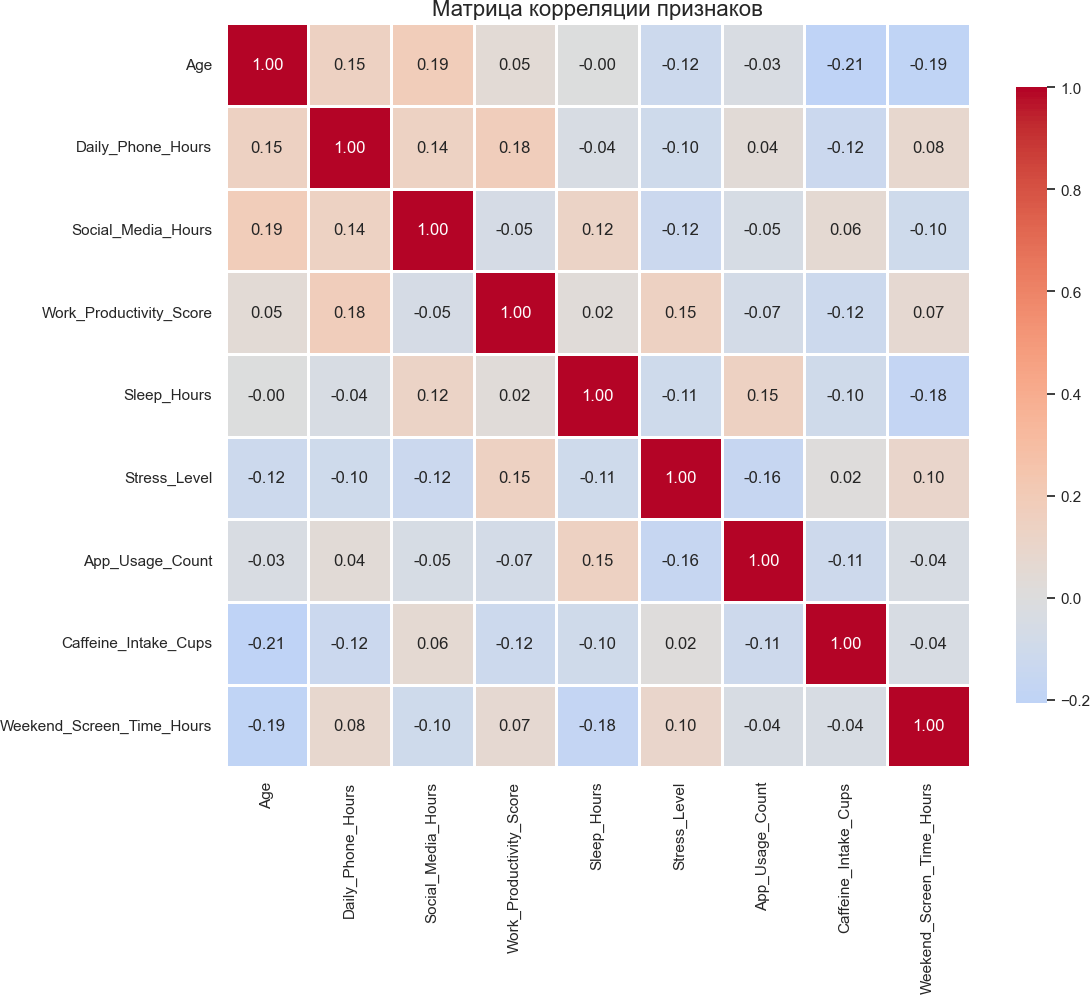 Матрица корреляции признаков
Age 1.00 0.15 0.19 0.05 -0.00 -0.12 -0.03 -0.21 -0.19
Daily_Phone_Hours 0.15 1.00 0.14 0.18 -0.04 -0.10 0.04 -0.12 0.08
Social_Media_Hours 0.19 0.14 1.00 -0.05 0.12 -0.12 -0.05 0.06 -0.10
Work_Productivity_Score 0.05 0.18 -0.05 1.00 0.02 0.15 -0.07 -0.12 0.07
Sleep_Hours -0.00 -0.04 0.12 0.02 1.00 -0.11 0.15 -0.10 -0.18
Stress_Level -0.12 -0.10 -0.12 0.15 -0.11 1.00 -0.16 0.02 0.10
App_Usage_Count -0.03 0.04 -0.05 -0.07 0.15 -0.16 1.00 -0.11 -0.04
Caffeine_Intake_Cups -0.21 -0.12 0.06 -0.12 -0.10 0.02 -0.11 1.00 -0.04
Weekend_Screen_Time_Hours -0.19 0.08 -0.10 0.07 -0.18 0.10 -0.04 -0.04 1.00
Age
Daily_Phone_Hours
Social_Media_Hours
Work_Productivity_Score
Sleep_Hours
Stress_Level
App_Usage_Count
Caffeine_Intake_Cups
Weekend_Screen_Time_Hours
1.0
0.8
0.6
0.4
0.2
0.0
−0.2